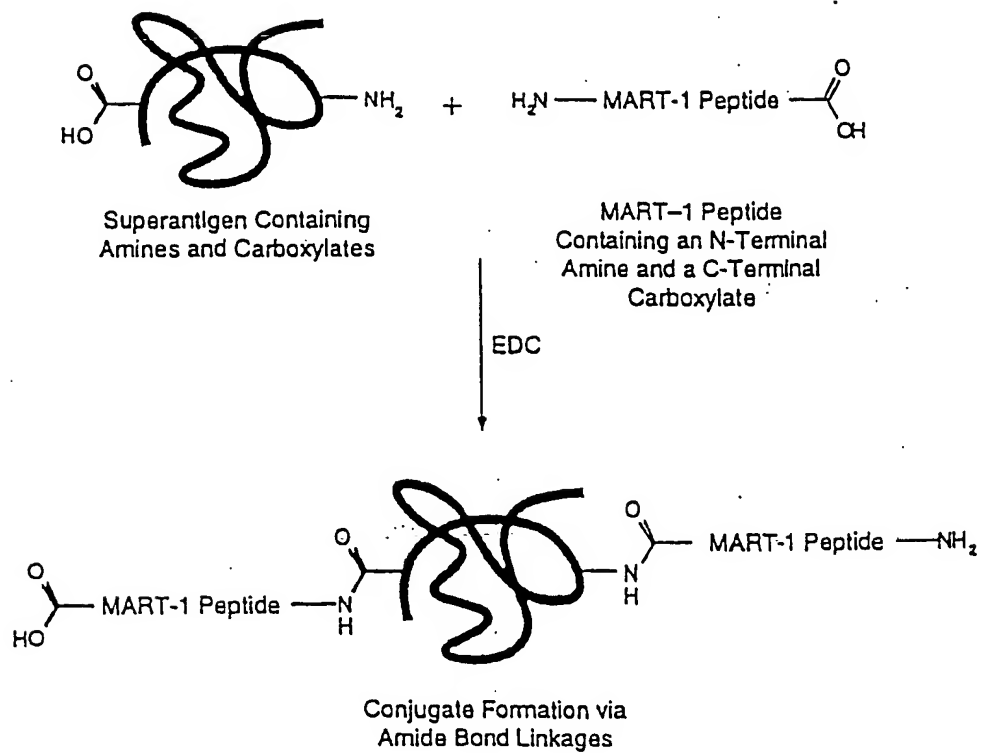 O
HO
NH2
+
H2N
MART-1 Peptide
O
OH
Superantigen Containing
Amines and Carboxylates
MART-1 Peptide
Containing an N-Terminal
Amine and a C-Terminal
Carboxylate
EDC
O
HO
MART-1 Peptide
N
H
O
N
H
O
MART-1 Peptide
NH2
Conjugate Formation via
Amide Bond Linkages